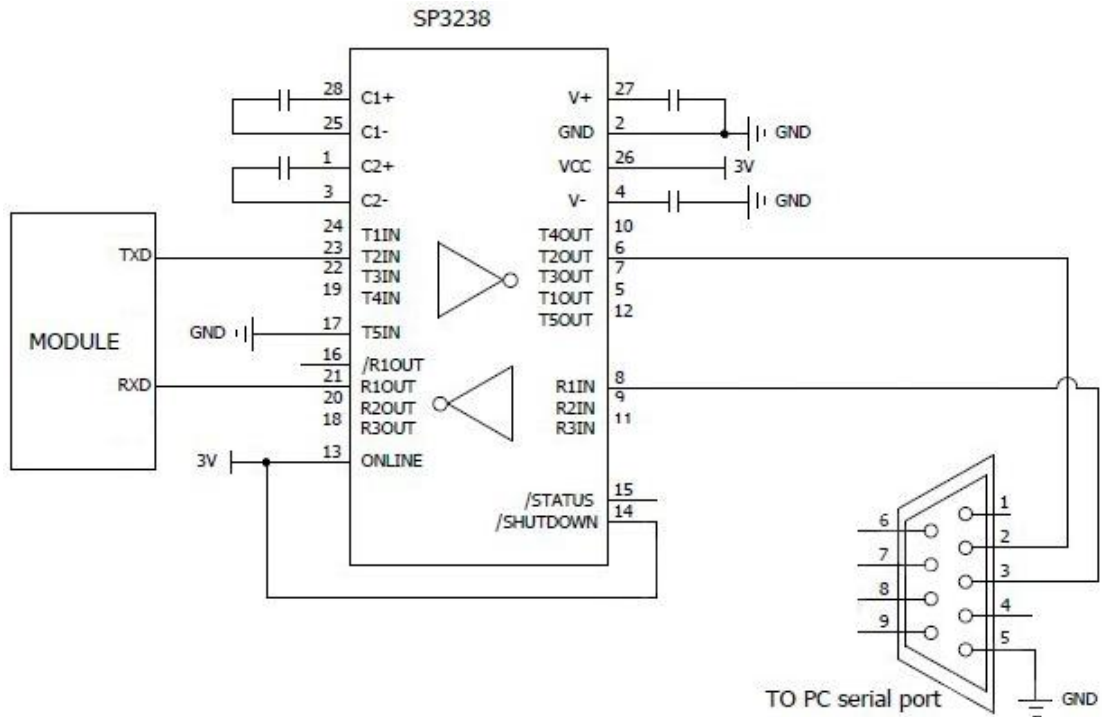 SP3238
28 C1+ V+ 27
25 C1- GND 2 GND
1 C2+ VCC 26 3V
3 C2- V- 4 GND
24 T1IN T4OUT 10
TXD 23 T2IN T2OUT 6
22 T3IN T3OUT 7
19 T4IN T1OUT 5
T5OUT 12
GND 17 T5IN
MODULE
16 /R1OUT
RXD 21 R1OUT R1IN 8
20 R2OUT R2IN 9
18 R3OUT R3IN 11
3V 13 ONLINE
/STATUS 15
/SHUTDOWN 14
1
6
2
7
3
8
4
9
5
TO PC serial port GND